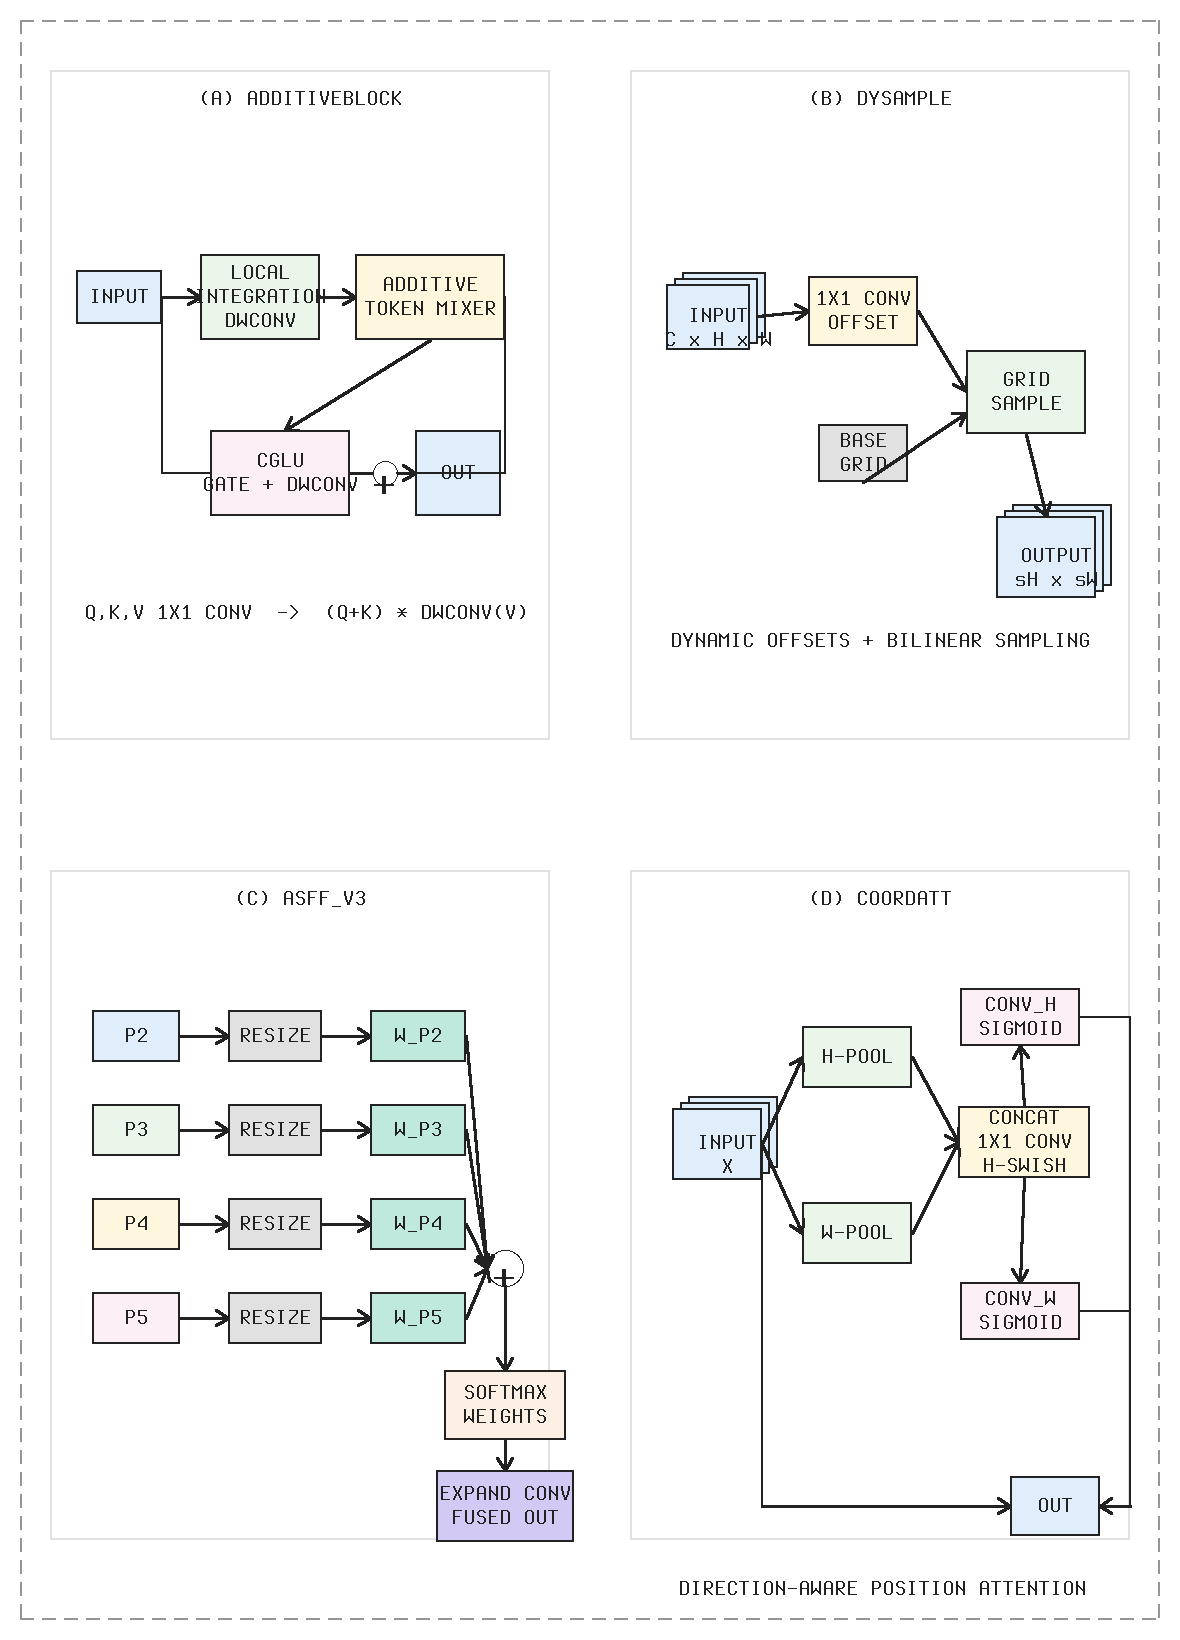 (A) ADDITIVEBLOCK
INPUT
LOCAL
INTEGRATION
DWCONV
ADDITIVE
TOKEN MIXER
CGLU
GATE + DWCONV
+
OUT
Q,K,V 1X1 CONV -> (Q+K) * DWCONV(V)
(B) DYSAMPLE
INPUT
C x H x W
1X1 CONV
OFFSET
BASE
GRID
GRID
SAMPLE
OUTPUT
sH x sW
DYNAMIC OFFSETS + BILINEAR SAMPLING
(C) ASFF_V3
P2
RESIZE
W_P2
P3
RESIZE
W_P3
P4
RESIZE
W_P4
P5
RESIZE
W_P5
+
SOFTMAX
WEIGHTS
EXPAND CONV
FUSED OUT
(D) COORDATT
INPUT
X
H-POOL
W-POOL
CONV_H
SIGMOID
CONCAT
1X1 CONV
H-SWISH
CONV_W
SIGMOID
OUT
DIRECTION-AWARE POSITION ATTENTION